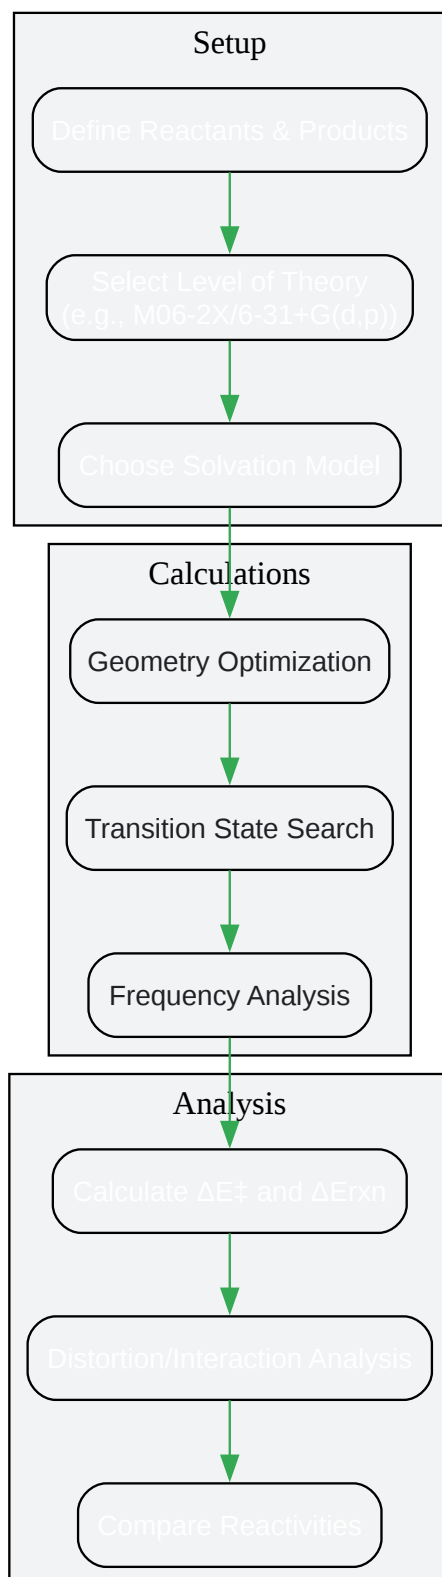 Setup
Define Reactants & Products
Select Level of Theory
(e.g., M06-2X/6-31+G(d,p))
Choose Solvation Model
Calculations
Geometry Optimization
Transition State Search
Frequency Analysis
Analysis
Calculate ΔE‡ and ΔErxn
Distortion/Interaction Analysis
Compare Reactivities